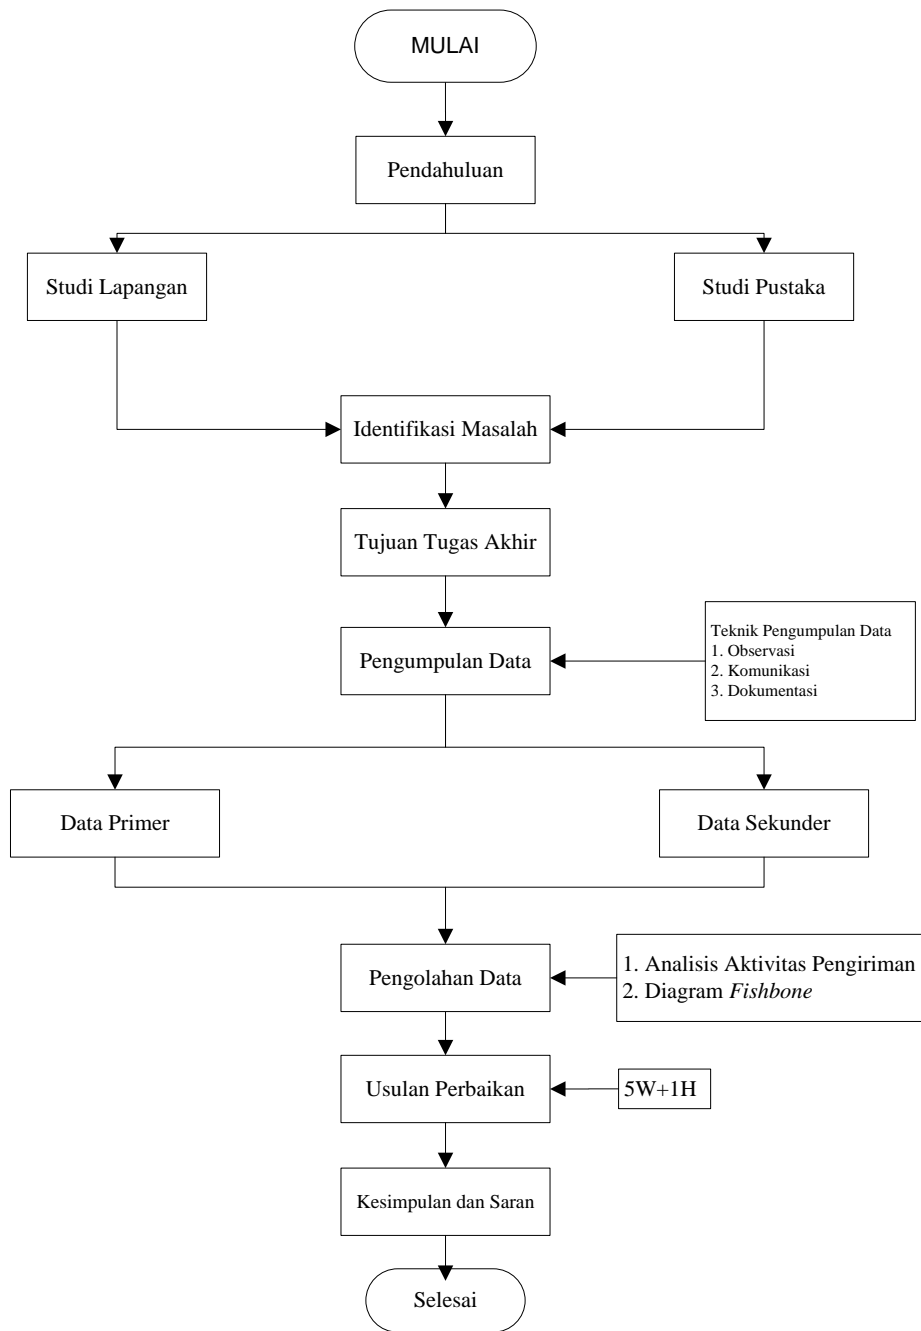 MULAI
Pendahuluan
Studi Lapangan
Studi Pustaka
Identifikasi Masalah
Tujuan Tugas Akhir
Pengumpulan Data
Teknik Pengumpulan Data
1. Observasi
2. Komunikasi
3. Dokumentasi
Data Primer
Data Sekunder
Pengolahan Data
1. Analisis Aktivitas Pengiriman
2. Diagram Fishbone
Usulan Perbaikan
5W+1H
Kesimpulan dan Saran
Selesai